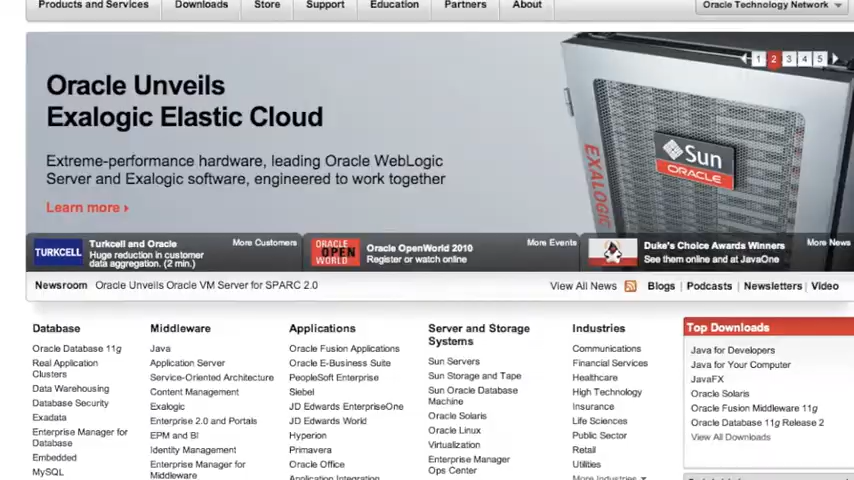 Products and Services
Downloads
Store
Support
Education
Partners
About
Oracle Technology Network
1 2 3 4 5
Oracle Unveils
Exalogic Elastic Cloud
Extreme-performance hardware, leading Oracle WebLogic
Server and Exalogic software, engineered to work together
Learn more
EXALOGIC
Sun
ORACLE
TURKCELL
Turkcell and Oracle
More Customers
Huge reduction in customer
data aggregation. (2 min.)
ORACLE
OPEN
WORLD
Oracle OpenWorld 2010
More Events
Register or watch online
Duke's Choice Awards Winners
More News
See them online and at JavaOne
Newsroom Oracle Unveils Oracle VM Server for SPARC 2.0
View All News
Blogs | Podcasts | Newsletters | Video
Database
Oracle Database 11g
Real Application
Clusters
Data Warehousing
Database Security
Exadata
Enterprise Manager for
Database
Embedded
MySQL
Middleware
Java
Application Server
Service-Oriented Architecture
Content Management
Exalogic
Enterprise 2.0 and Portals
EPM and BI
Identity Management
Enterprise Manager for
Middleware
Applications
Oracle Fusion Applications
Oracle E-Business Suite
PeopleSoft Enterprise
Siebel
JD Edwards EnterpriseOne
JD Edwards World
Hyperion
Primavera
Oracle Office
Application Integration
Server and Storage
Systems
Sun Servers
Sun Storage and Tape
Sun Oracle Database
Machine
Oracle Solaris
Oracle Linux
Virtualization
Enterprise Manager
Ops Center
Industries
Communications
Financial Services
Healthcare
High Technology
Insurance
Life Sciences
Public Sector
Retail
Utilities
More Industries
Top Downloads
Java for Developers
Java for Your Computer
JavaFX
Oracle Solaris
Oracle Fusion Middleware 11g
Oracle Database 11g Release 2
View All Downloads